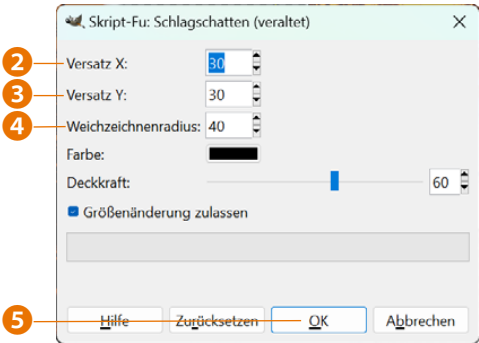 Skript-Fu: Schlagschatten (veraltet)
2 Versatz X: 30
3 Versatz Y: 30
4 Weichzeichnenradius: 40
Farbe:
Deckkraft: 60
Größenänderung zulassen
5 Hilfe Zurücksetzen OK Abbrechen